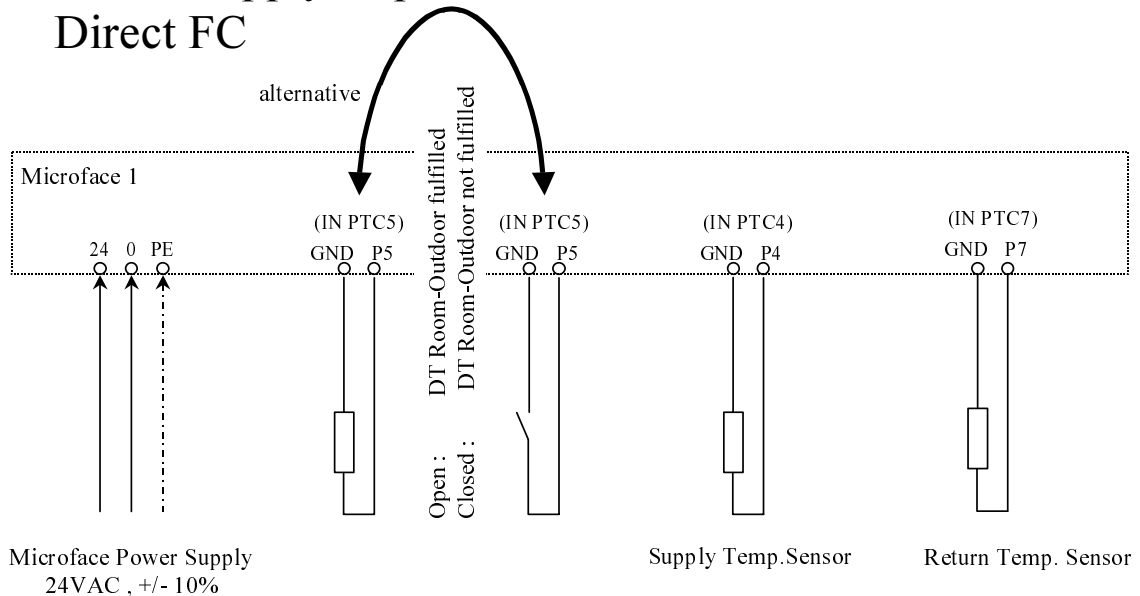 Direct FC
alternative
Microface 1
24 0 PE
(IN PTC5)
GND P5
Open : DT Room-Outdoor fulfilled
Closed : DT Room-Outdoor not fulfilled
(IN PTC5)
GND P5
(IN PTC4)
GND P4
(IN PTC7)
GND P7
Microface Power Supply
24VAC , +/- 10%
Supply Temp.Sensor
Return Temp. Sensor